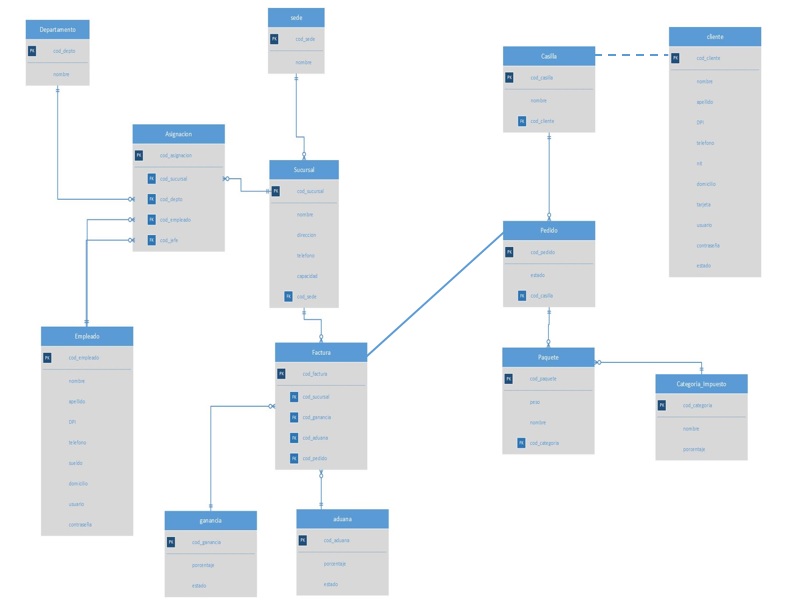 Departamento
PK cod_depto
nombre
sede
PK cod_sede
nombre
Asignacion
PK cod_asignacion
FK cod_sucursal
FK cod_depto
FK cod_empleado
FK cod_jefe
Sucursal
PK cod_sucursal
nombre
direccion
telefono
capacidad
FK cod_sede
Casilla
PK cod_casilla
nombre
FK cod_cliente
cliente
PK cod_cliente
nombre
apellido
DPI
telefono
nit
domicilio
tarjeta
usuario
contraseña
estado
Pedido
PK cod_pedido
estado
FK cod_casilla
Empleado
PK cod_empleado
nombre
apellido
DPI
telefono
sueldo
domicilio
usuario
contraseña
Factura
PK cod_factura
FK cod_sucursal
FK cod_ganancia
FK cod_aduana
FK cod_pedido
Paquete
PK cod_paquete
peso
nombre
FK cod_categoria
Categoria_Impuesto
PK cod_categoria
nombre
porcentaje
ganancia
PK cod_ganancia
porcentaje
estado
aduana
PK cod_aduana
porcentaje
estado